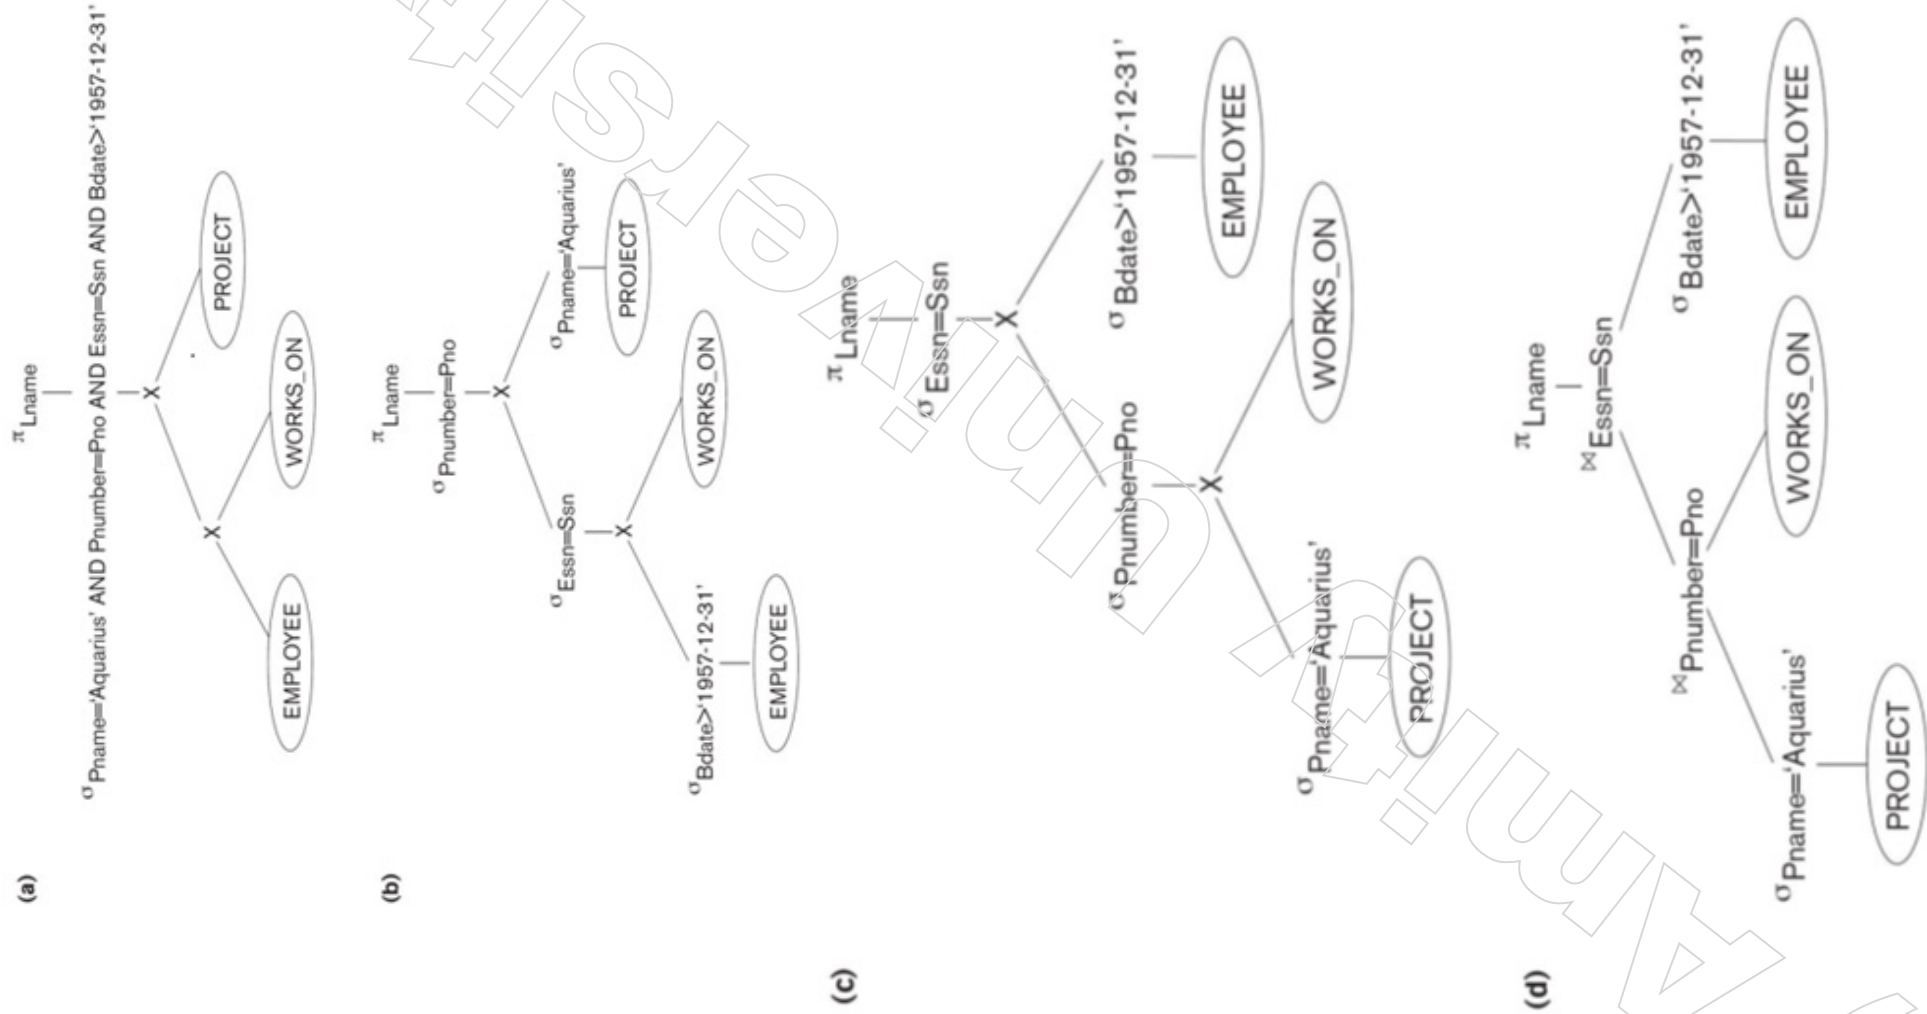 (a)
π Lname
σ Pname='Aquarius' AND Pnumber=Pno AND Essn=Ssn AND Bdate>'1957-12-31'
X
X
PROJECT
EMPLOYEE
WORKS_ON
(b)
π Lname
σ Pnumber=Pno
X
σ Essn=Ssn
σ Pname='Aquarius'
X
PROJECT
σ Bdate>'1957-12-31'
WORKS_ON
EMPLOYEE
(c)
π Lname
σ Essn=Ssn
X
σ Pnumber=Pno
σ Bdate>'1957-12-31'
X
EMPLOYEE
σ Pname='Aquarius'
WORKS_ON
PROJECT
(d)
π Lname
⋈ Essn=Ssn
⋈ Pnumber=Pno
σ Bdate>'1957-12-31'
σ Pname='Aquarius'
WORKS_ON
EMPLOYEE
PROJECT
Amity University